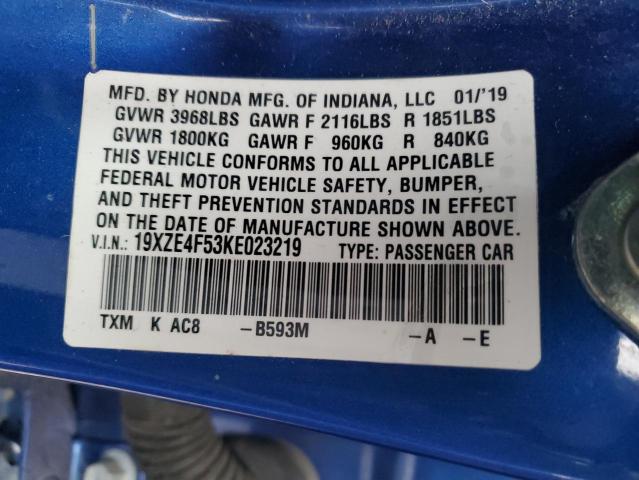 MFD. BY HONDA MFG. OF INDIANA, LLC 01/'19
GVWR 3968LBS GAWR F 2116LBS R 1851LBS
GVWR 1800KG GAWR F 960KG R 840KG
THIS VEHICLE CONFORMS TO ALL APPLICABLE
FEDERAL MOTOR VEHICLE SAFETY, BUMPER,
AND THEFT PREVENTION STANDARDS IN EFFECT
ON THE DATE OF MANUFACTURE SHOWN ABOVE.
V.I.N.: 19XZE4F53KE023219 TYPE: PASSENGER CAR
TXM K AC8 -B593M -A -E